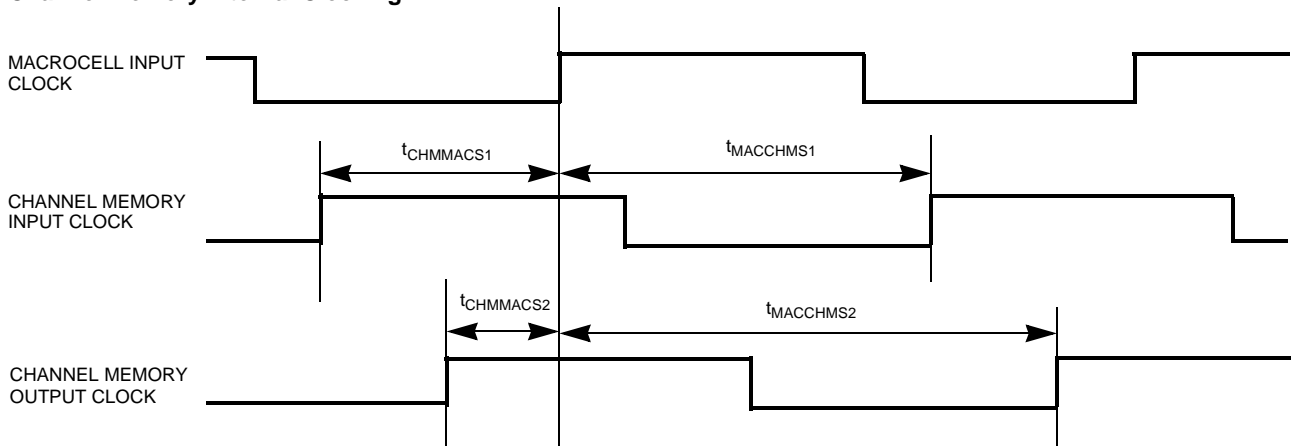 MACROCELL INPUT
CLOCK
tCHMMACS1
tMACCHMS1
CHANNEL MEMORY
INPUT CLOCK
tCHMMACS2
tMACCHMS2
CHANNEL MEMORY
OUTPUT CLOCK